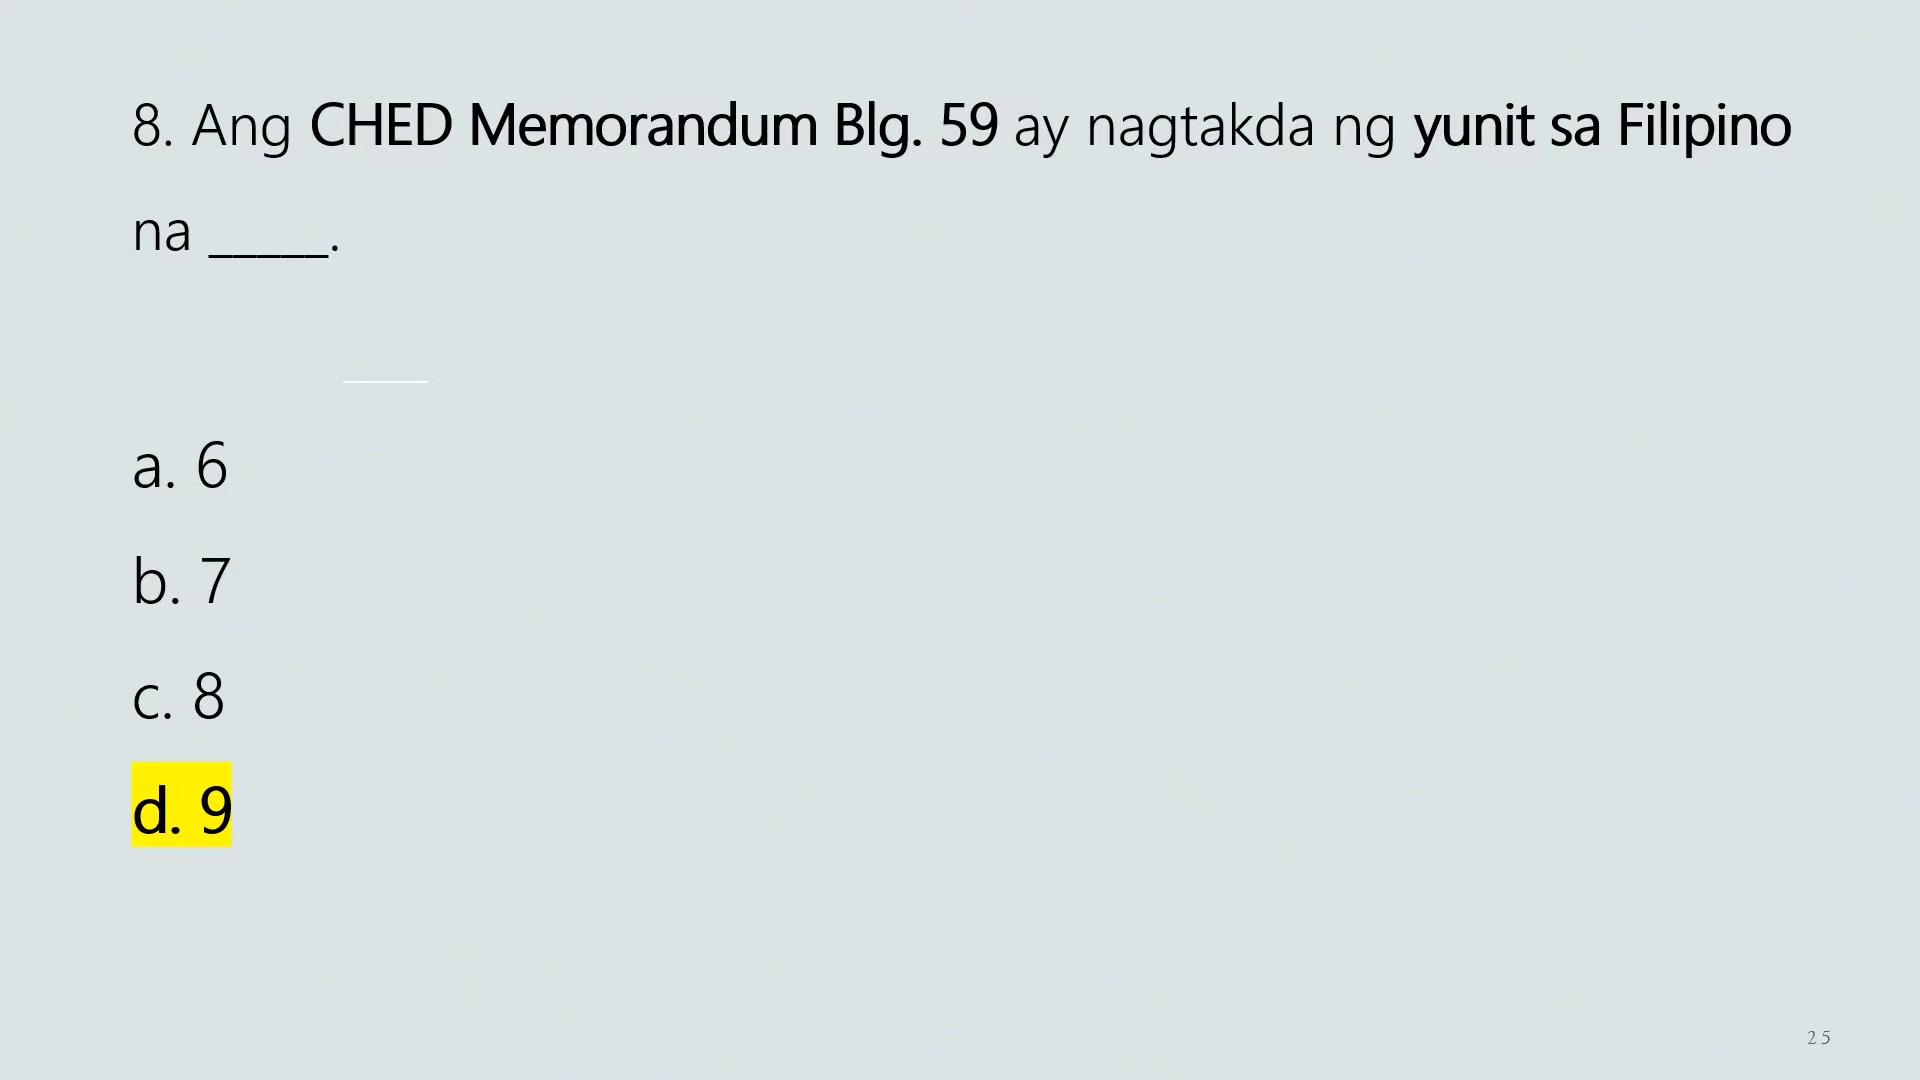 8. Ang CHED Memorandum Blg. 59 ay nagtakda ng yunit sa Filipino
na _____.
a. 6
b. 7
c. 8
d. 9
25